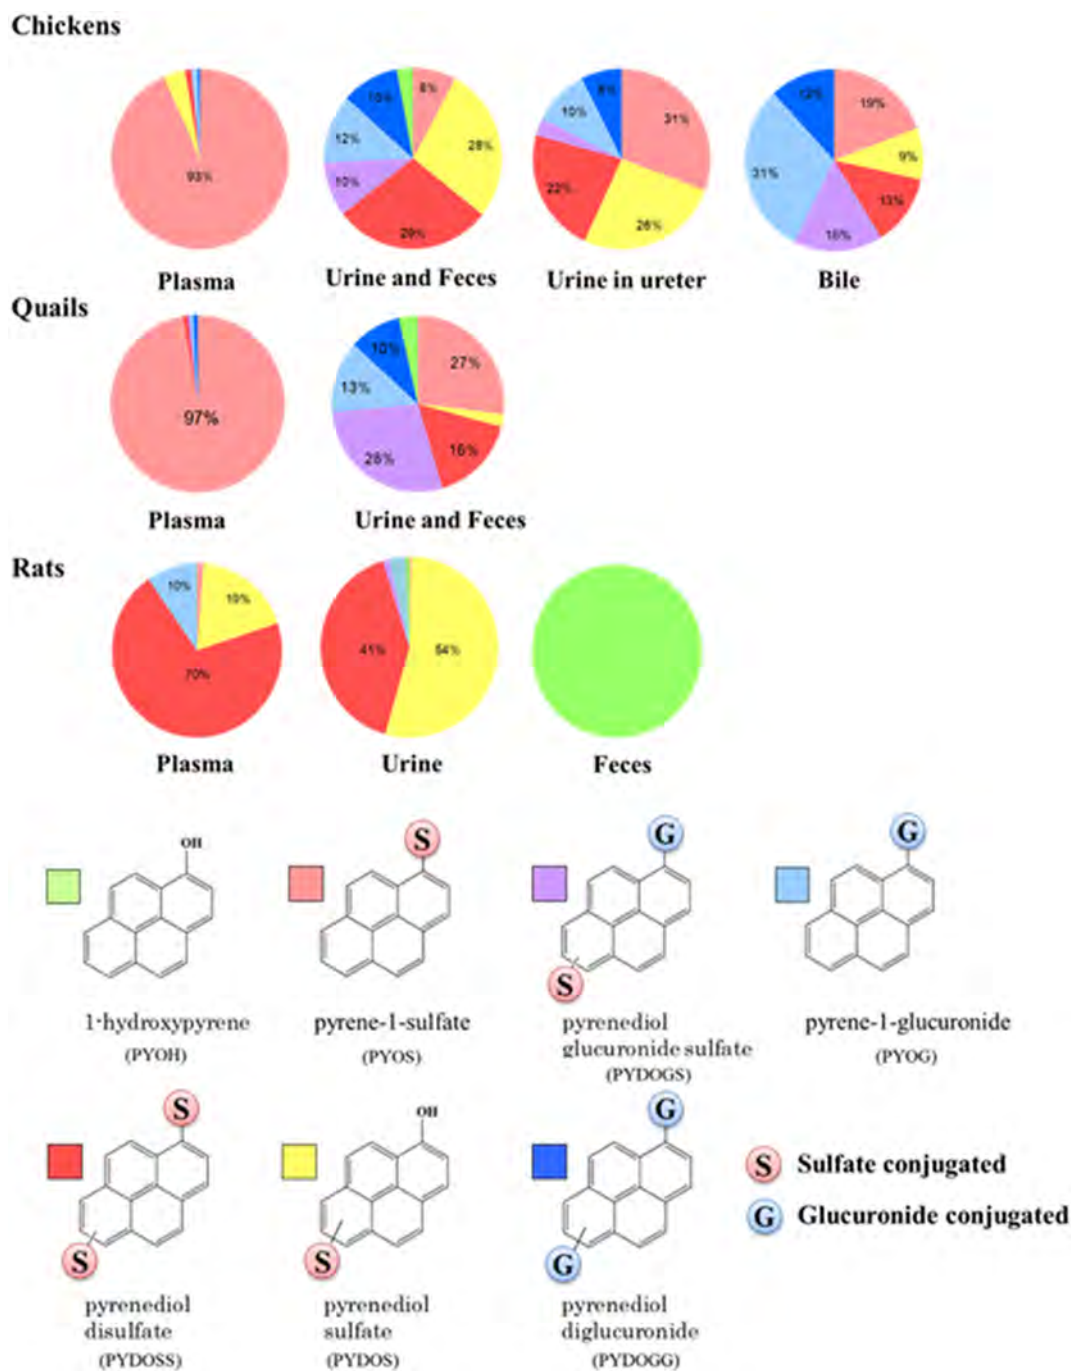 Chickens
93%
8%
28%
29%
10%
12%
10%
31%
26%
22%
10%
8%
19%
9%
13%
31%
12%
Plasma
Urine and Feces
Urine in ureter
Bile
Quails
97%
27%
16%
28%
13%
10%
Plasma
Urine and Feces
Rats
10%
19%
70%
41%
54%
Plasma
Urine
Feces
OH
S
G
S
G
1-hydroxypyrene
(PYOH)
pyrene-1-sulfate
(PYOS)
pyrenediol
glucuronide sulfate
(PYDOGS)
pyrene-1-glucuronide
(PYOG)
S
S
OH
S
G
G
S Sulfate conjugated
G Glucuronide conjugated
pyrenediol
disulfate
(PYDOSS)
pyrenediol
sulfate
(PYDOS)
pyrenediol
diglucuronide
(PYDOGG)